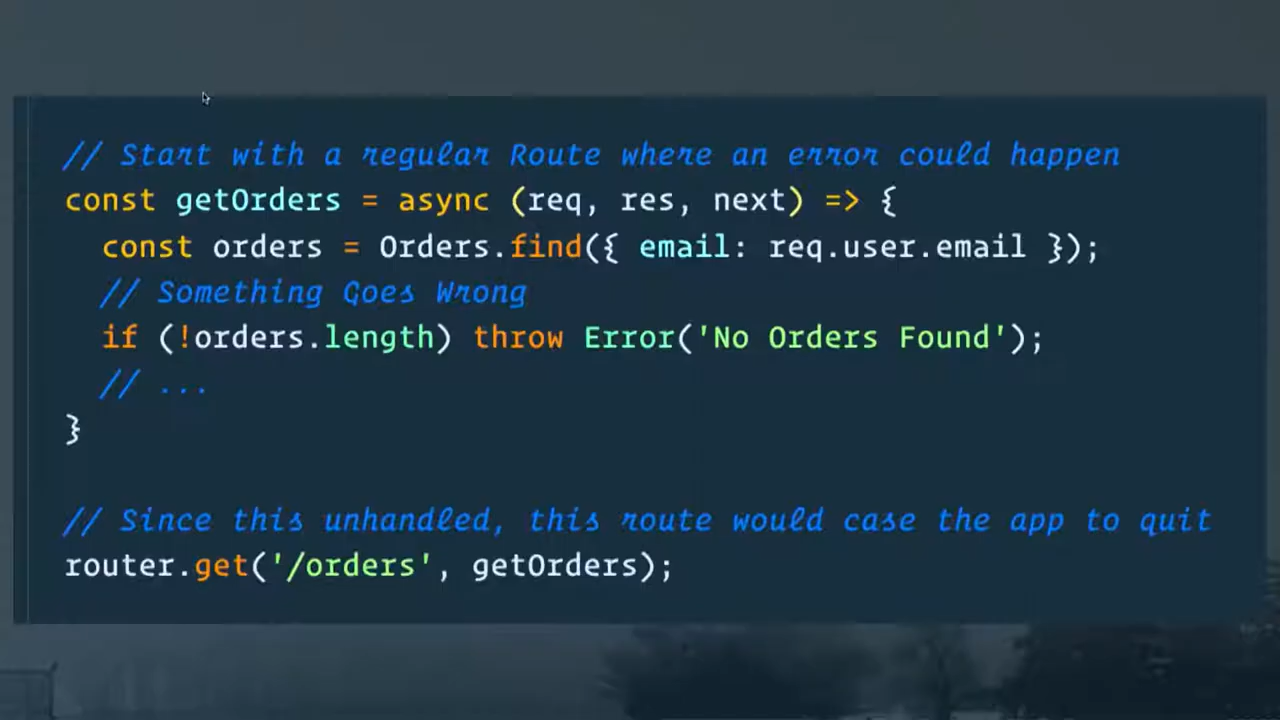 // Start with a regular Route where an error could happen
const getOrders = async (req, res, next) => {
  const orders = Orders.find({ email: req.user.email });
  // Something Goes Wrong
  if (!orders.length) throw Error('No Orders Found');
  // ...
}
// Since this unhandled, this route would case the app to quit
router.get('/orders', getOrders);